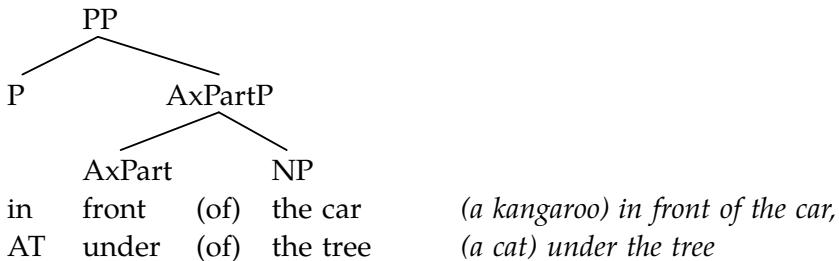 PP
P AxPartP
AxPart NP
in front (of) the car (a kangaroo) in front of the car,
AT under (of) the tree (a cat) under the tree